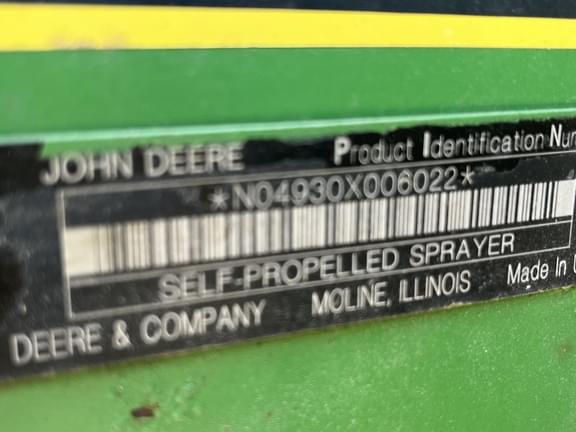 JOHN DEERE Product Identification Num
*N04930X006022*
SELF-PROPELLED SPRAYER
DEERE & COMPANY MOLINE, ILLINOIS Made In U